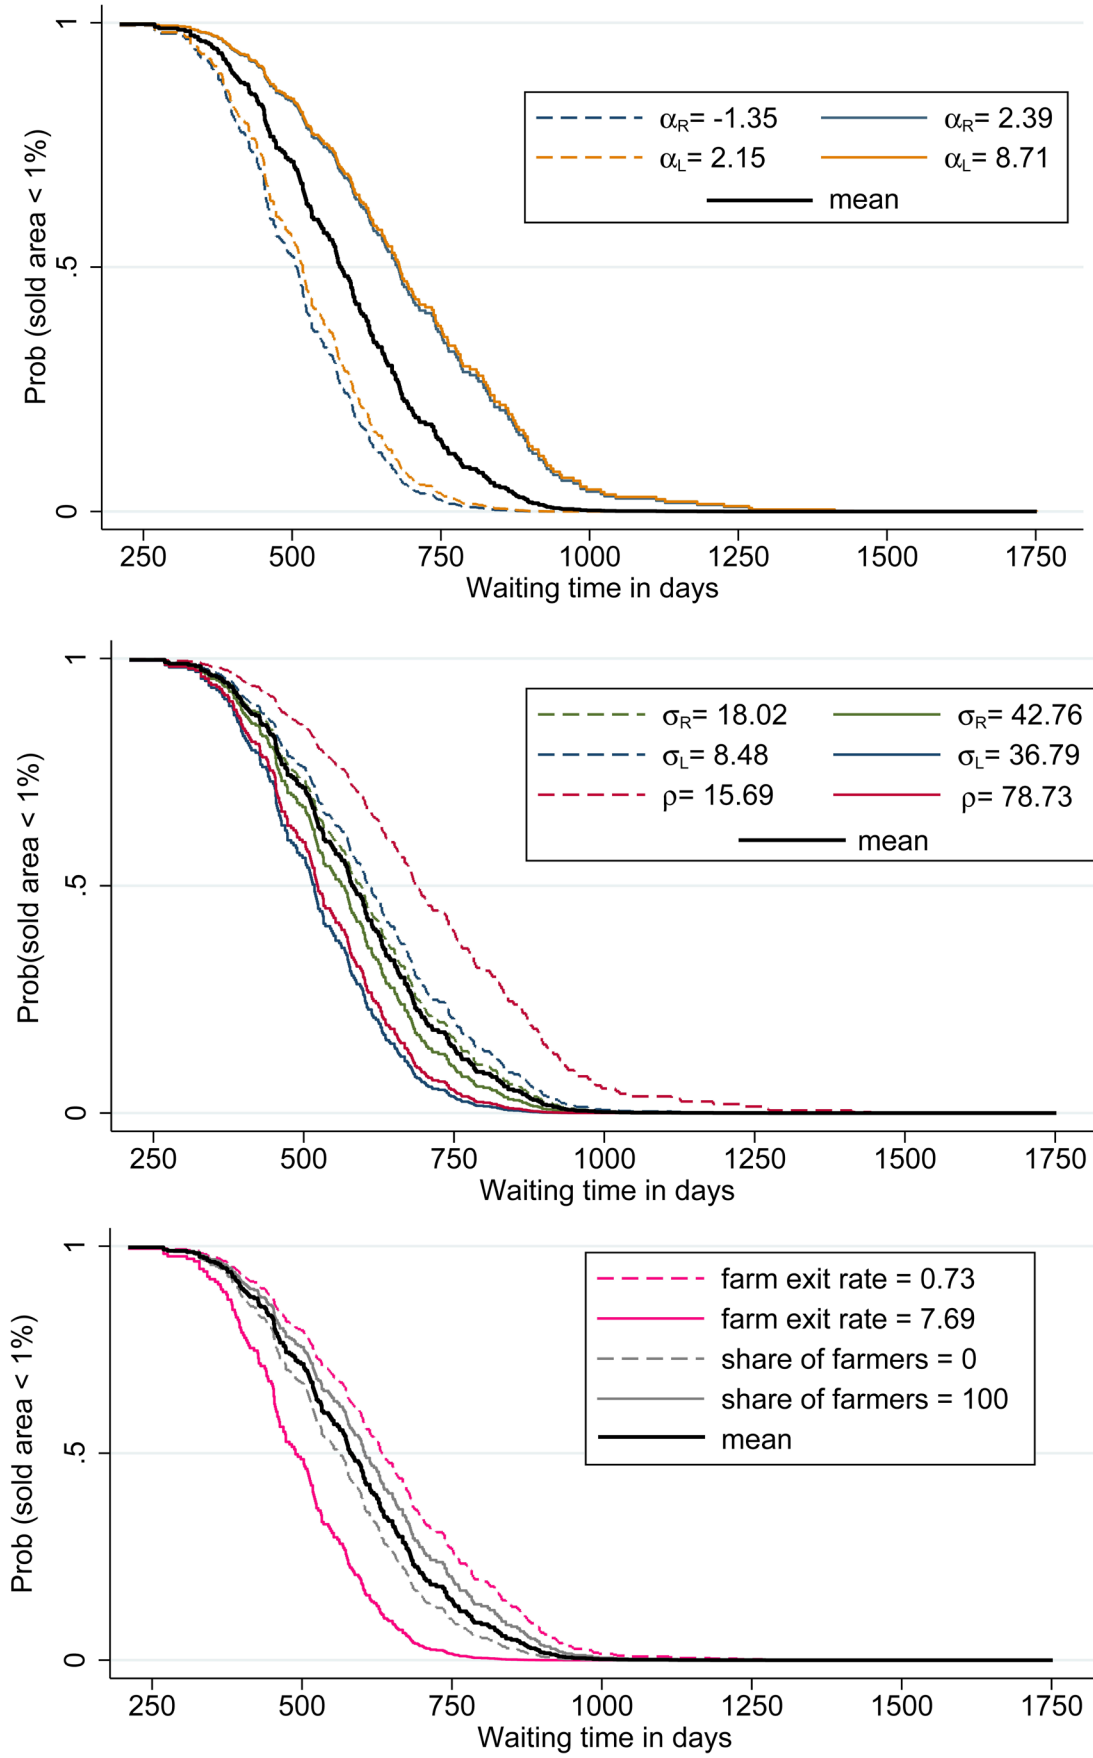 Prob (sold area < 1%)
1
.5
0
αR= -1.35
αR= 2.39
αL= 2.15
αL= 8.71
mean
250 500 750 1000 1250 1500 1750
Waiting time in days
Prob(sold area < 1%)
1
.5
0
σR= 18.02
σR= 42.76
σL= 8.48
σL= 36.79
ρ= 15.69
ρ= 78.73
mean
250 500 750 1000 1250 1500 1750
Waiting time in days
Prob (sold area < 1%)
1
.5
0
farm exit rate = 0.73
farm exit rate = 7.69
share of farmers = 0
share of farmers = 100
mean
250 500 750 1000 1250 1500 1750
Waiting time in days